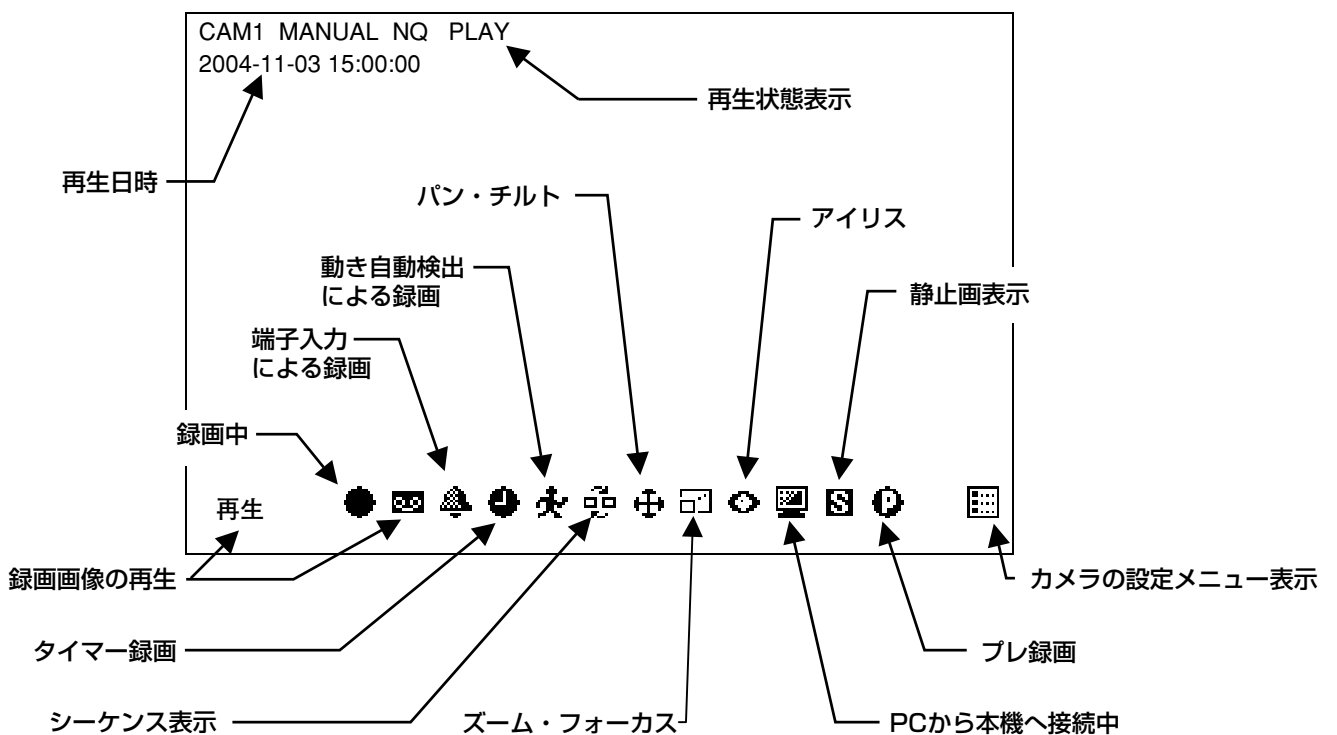 CAM1 MANUAL NQ PLAY
2004-11-03 15:00:00
再生状態表示
再生日時
パン・チルト
アイリス
動き自動検出
による録画
静止画表示
端子入力
による録画
録画中
再生
録画画像の再生
カメラの設定メニュー表示
タイマー録画
プレ録画
シーケンス表示
ズーム・フォーカス
PCから本機へ接続中